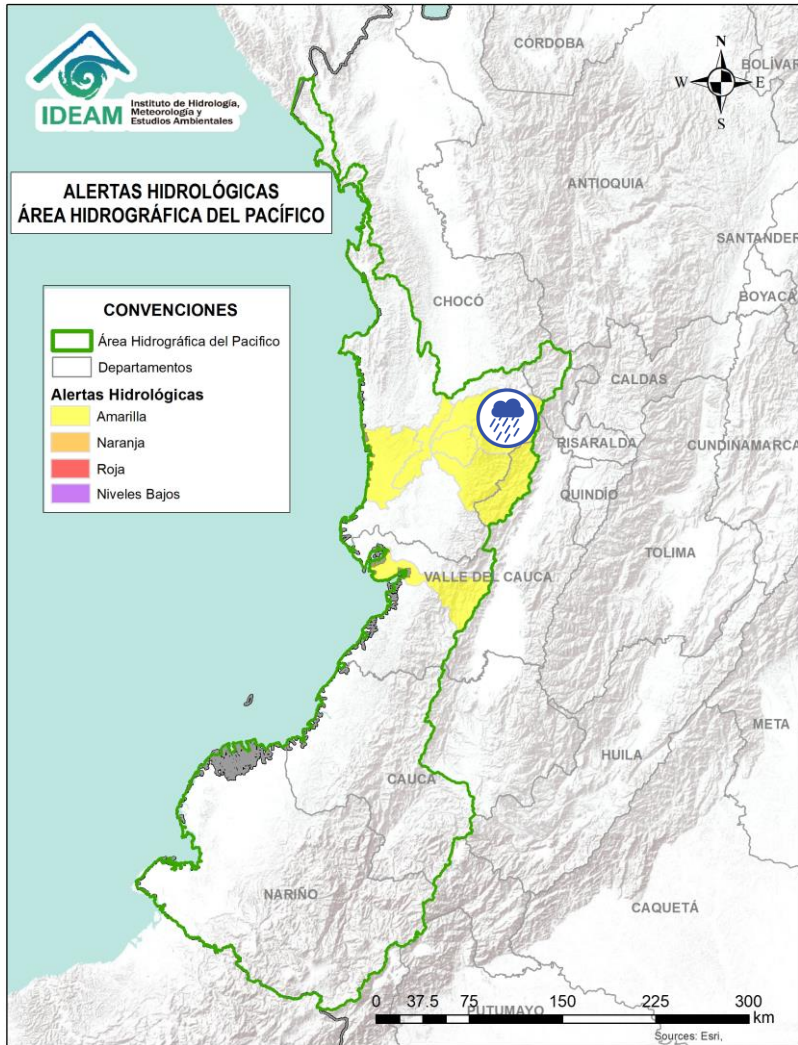 IDEAM
Instituto de Hidrología,
Meteorología y
Estudios Ambientales
ALERTAS HIDROLÓGICAS
ÁREA HIDROGRÁFICA DEL PACÍFICO
N
W
E
S
CONVENCIONES
Área Hidrográfica del Pacifico
Departamentos
Alertas Hidrológicas
Amarilla
Naranja
Roja
Niveles Bajos
CÓRDOBA
BOLÍVAR
ANTIOQUIA
SANTANDER
BOYACÁ
CHOCÓ
CALDAS
RISARALDA
CUNDINAMARCA
QUINDÍO
TOLIMA
VALLE DEL CAUCA
META
HUILA
CAUCA
NARIÑO
CAQUETÁ
PUTUMAYO
0 37.5 75 150 225 300
km
Sources: Esri,